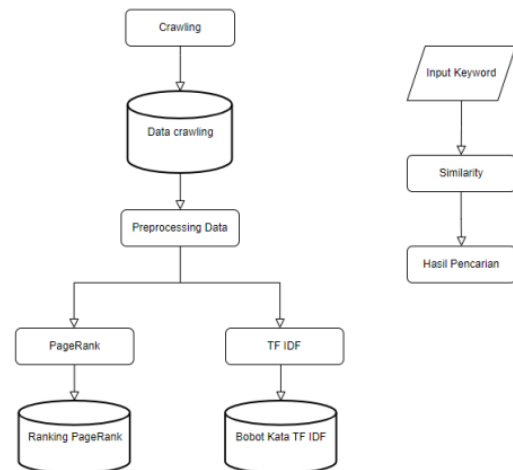 Crawling
Data crawling
Preprocessing Data
PageRank
TF IDF
Ranking PageRank
Bobot Kata TF IDF
Input Keyword
Similarity
Hasil Pencarian